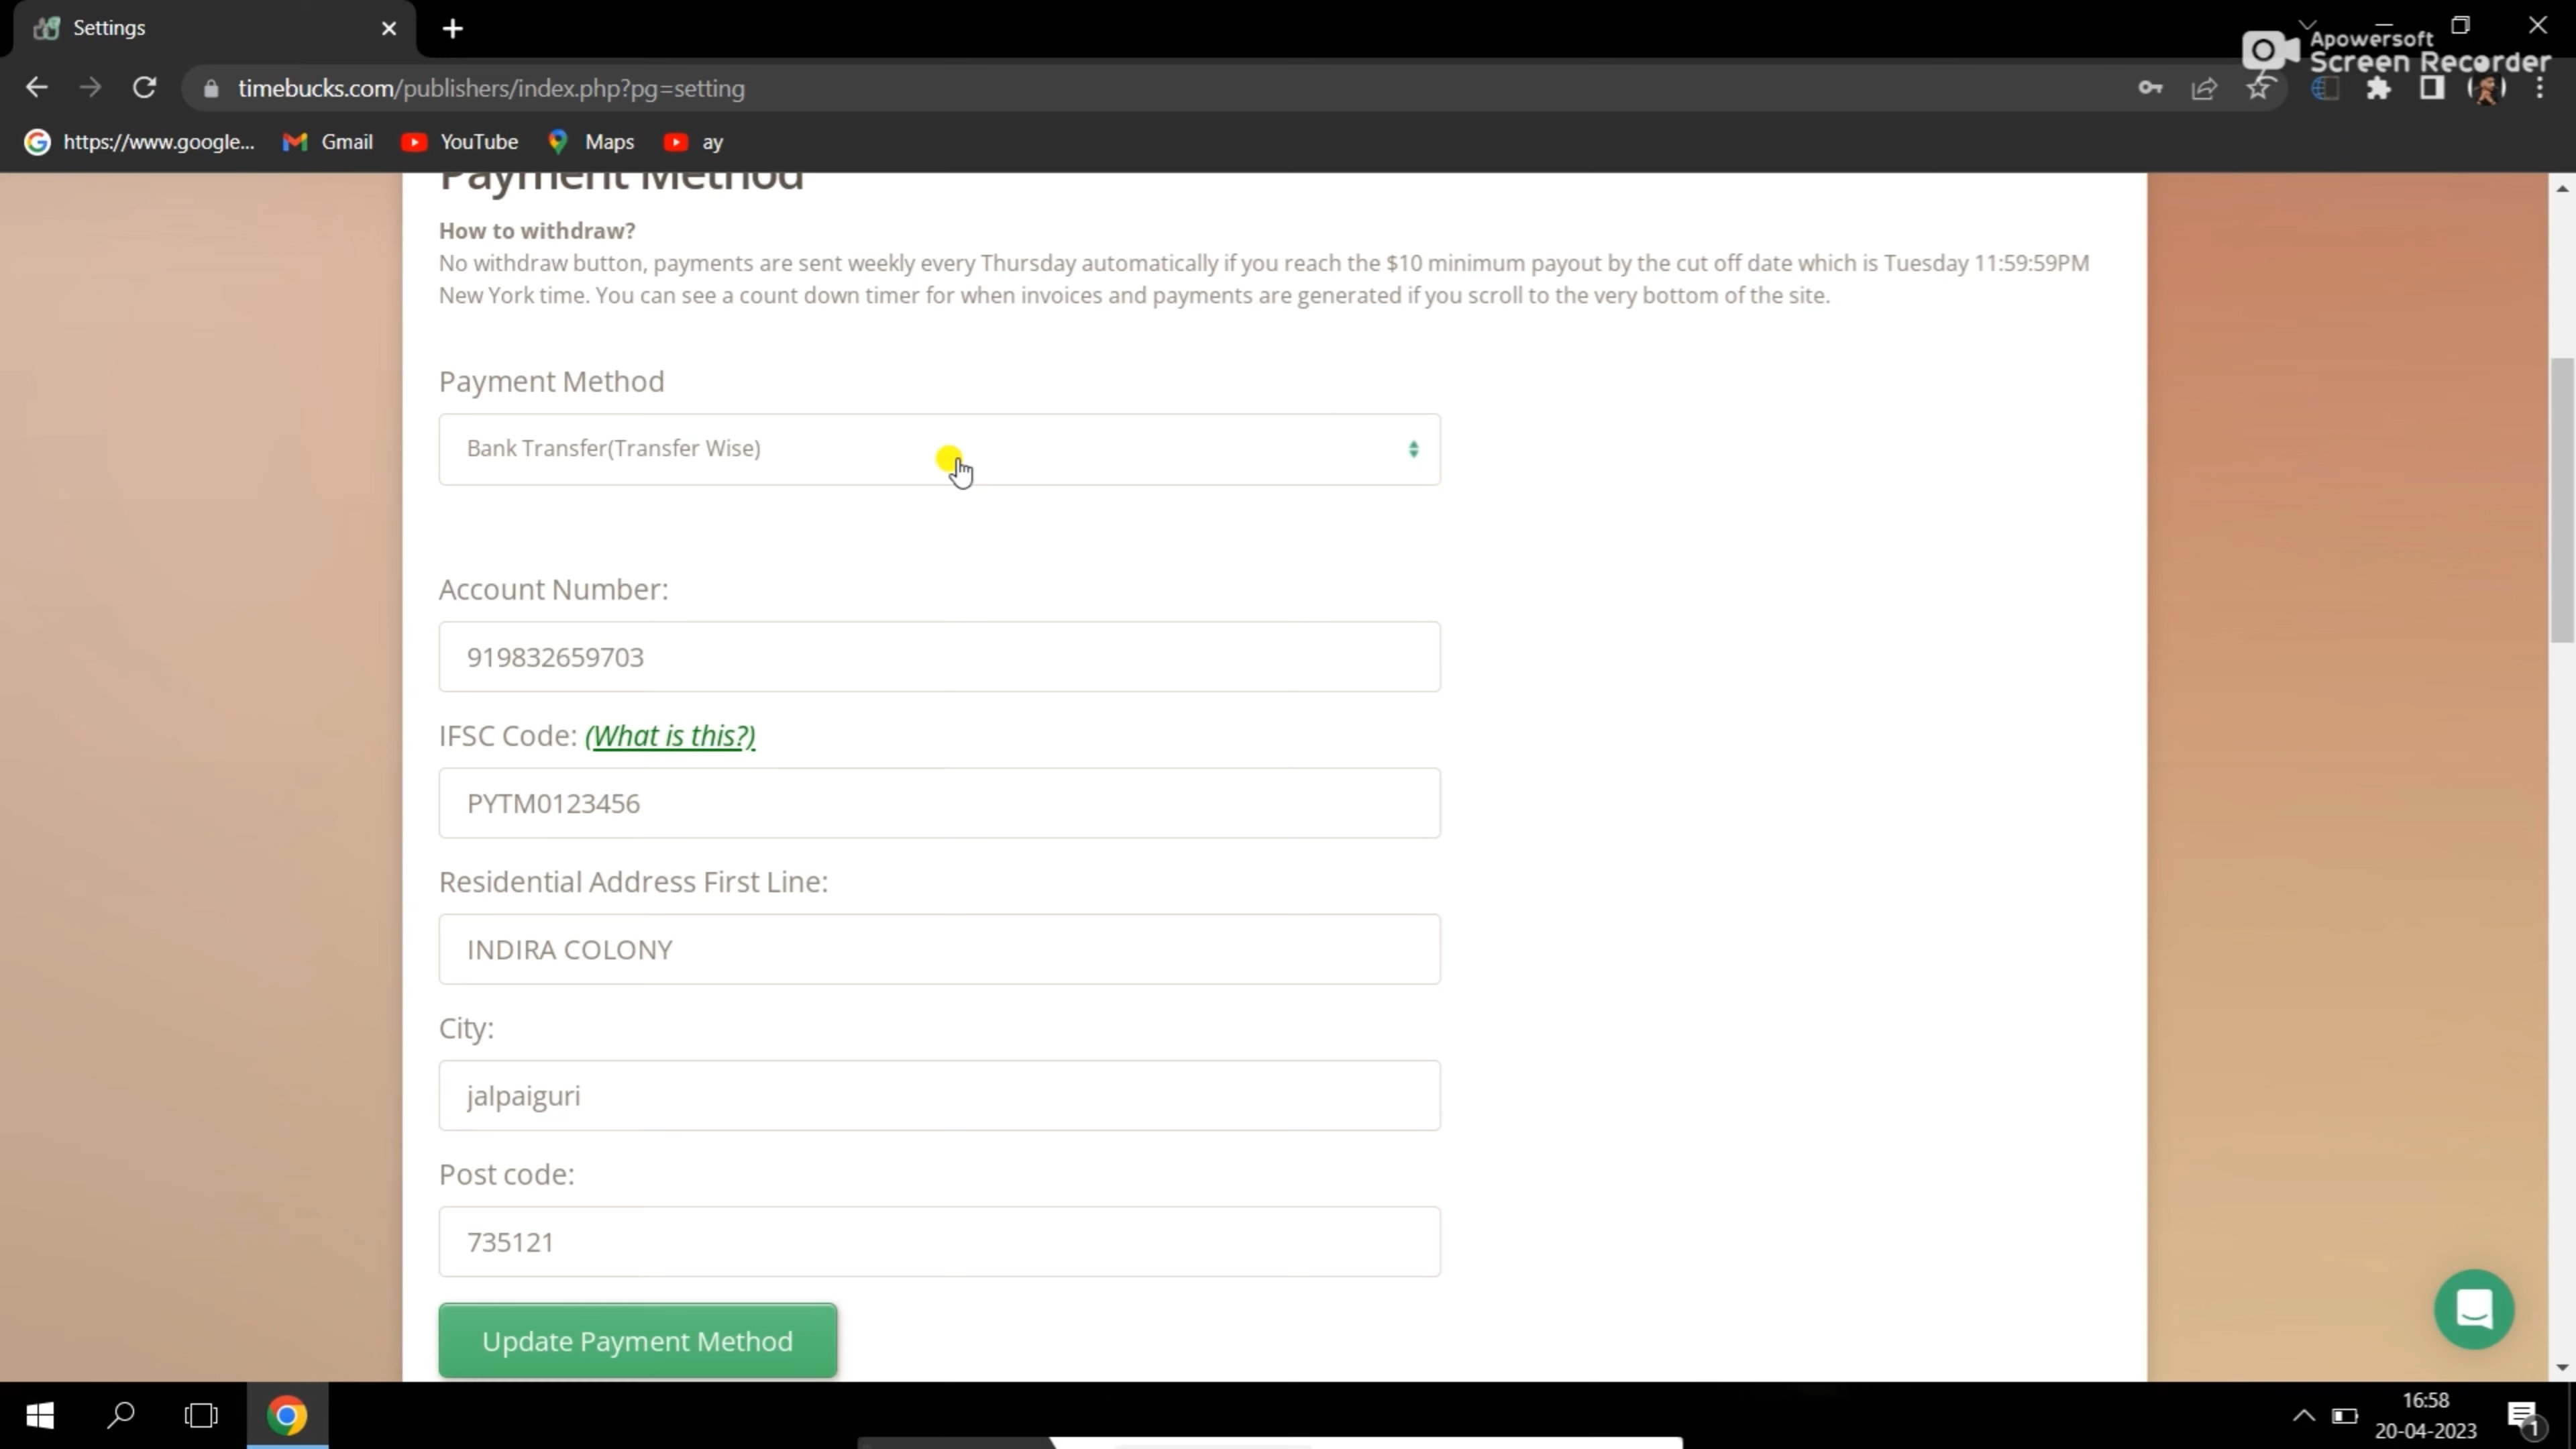 Settings
Apowersoft
Screen Recorder
timebucks.com/publishers/index.php?pg=setting
https://www.google...
Gmail
YouTube
Maps
ay
Payment Method
How to withdraw?
No withdraw button, payments are sent weekly every Thursday automatically if you reach the $10 minimum payout by the cut off date which is Tuesday 11:59:59PM
New York time. You can see a count down timer for when invoices and payments are generated if you scroll to the very bottom of the site.
Payment Method
Bank Transfer(Transfer Wise)
Account Number:
919832659703
IFSC Code: (What is this?)
PYTM0123456
Residential Address First Line:
INDIRA COLONY
City:
jalpaiguri
Post code:
735121
Update Payment Method
16:58
20-04-2023
1